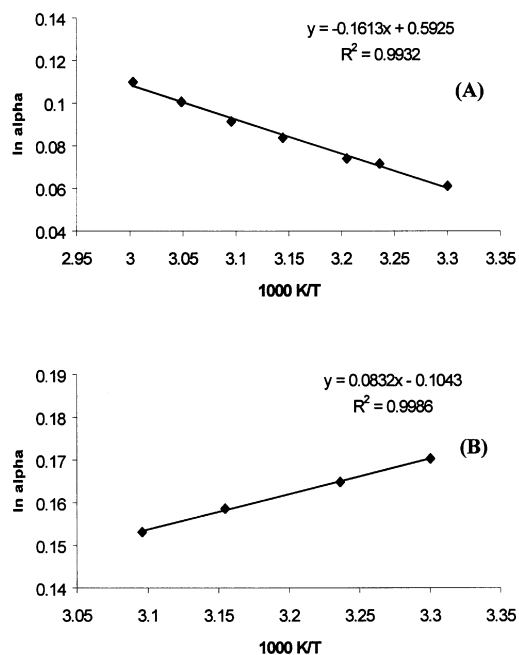 0.14
y = -0.1613x + 0.5925
R² = 0.9932
0.12
(A)
0.1
ln alpha
0.08
0.06
0.04
2.95 3 3.05 3.1 3.15 3.2 3.25 3.3 3.35
1000 K/T
0.19
y = 0.0832x - 0.1043
R² = 0.9986
0.18
(B)
0.17
ln alpha
0.16
0.15
0.14
3.05 3.1 3.15 3.2 3.25 3.3 3.35
1000 K/T